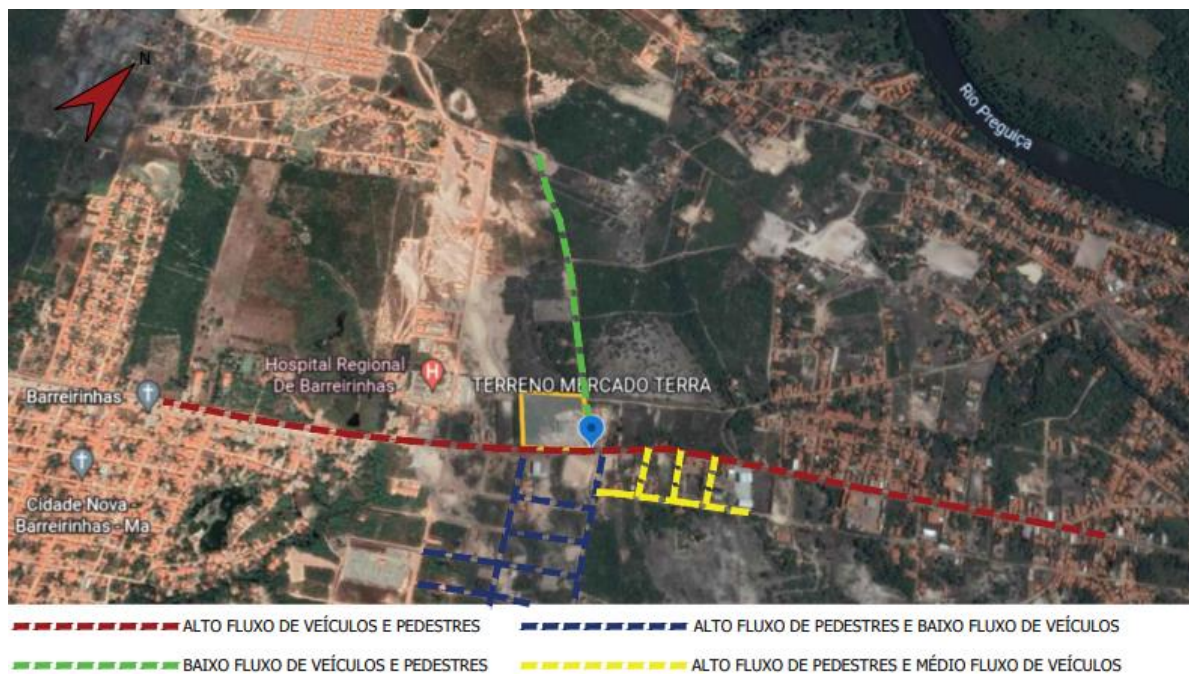 N
Rio Preguiça
Hospital Regional
De Barreirinhas
TERRENO MERCADO TERRA
Barreirinhas
Cidade Nova -
Barreirinhas - Ma
ALTO FLUXO DE VEÍCULOS E PEDESTRES
ALTO FLUXO DE PEDESTRES E BAIXO FLUXO DE VEÍCULOS
BAIXO FLUXO DE VEÍCULOS E PEDESTRES
ALTO FLUXO DE PEDESTRES E MÉDIO FLUXO DE VEÍCULOS